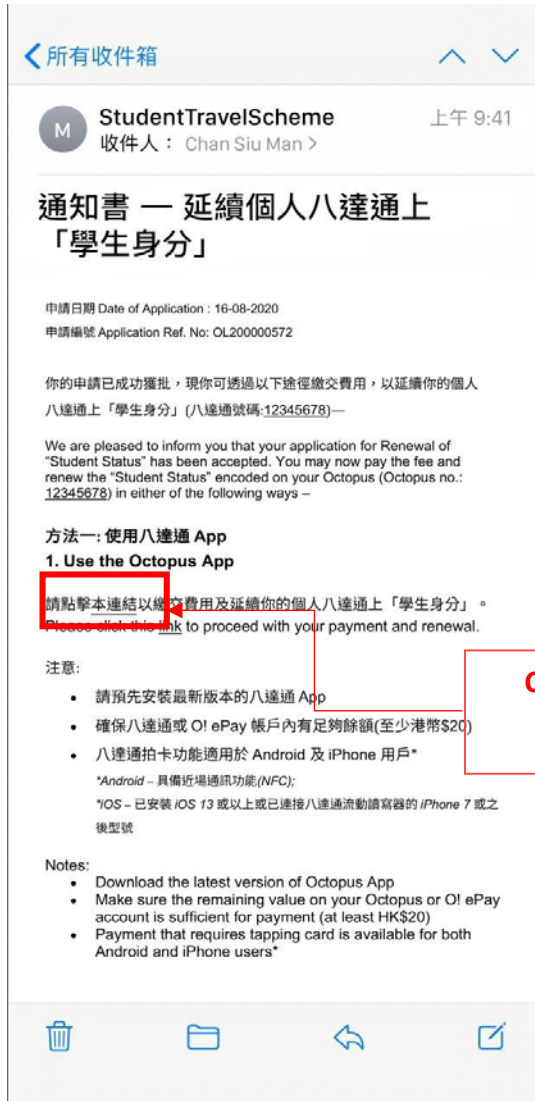 所有收件箱
M
StudentTravelScheme
上午 9:41
收件人： Chan Siu Man >
通知書 — 延續個人八達通上
「學生身分」
申請日期 Date of Application : 16-08-2020
申請編號 Application Ref. No: OL200000572
你的申請已成功獲批，現你可透過以下途徑繳交費用，以延續你的個人
八達通上「學生身分」(八達通號碼:12345678)—
We are pleased to inform you that your application for Renewal of
“Student Status” has been accepted. You may now pay the fee and
renew the “Student Status” encoded on your Octopus (Octopus no.:
12345678) in either of the following ways –
方法一: 使用八達通 App
1. Use the Octopus App
請點擊本連結以繳交費用及延續你的個人八達通上「學生身分」。
Please click this link to proceed with your payment and renewal.
注意:
• 請預先安裝最新版本的八達通 App
• 確保八達通或 O! ePay 帳戶內有足夠餘額(至少港幣$20)
• 八達通拍卡功能適用於 Android 及 iPhone 用戶*
*Android – 具備近場通訊功能(NFC);
*iOS – 已安裝 iOS 13 或以上或已連接八達通流動讀寫器的 iPhone 7 或之
後型號
Notes:
• Download the latest version of Octopus App
• Make sure the remaining value on your Octopus or O! ePay
account is sufficient for payment (at least HK$20)
• Payment that requires tapping card is available for both
Android and iPhone users*